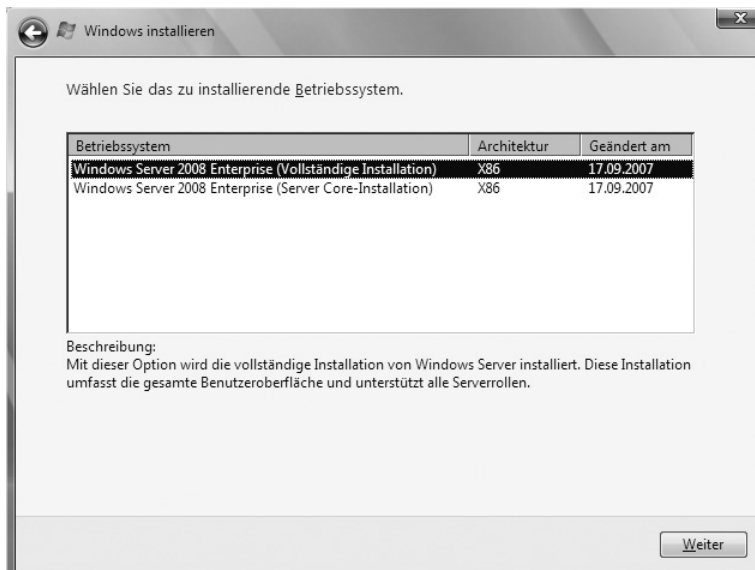 Windows installieren
Wählen Sie das zu installierende Betriebssystem.
Betriebssystem Architektur Geändert am
Windows Server 2008 Enterprise (Vollständige Installation) X86 17.09.2007
Windows Server 2008 Enterprise (Server Core-Installation) X86 17.09.2007
Beschreibung:
Mit dieser Option wird die vollständige Installation von Windows Server installiert. Diese Installation
umfasst die gesamte Benutzeroberfläche und unterstützt alle Serverrollen.
Weiter